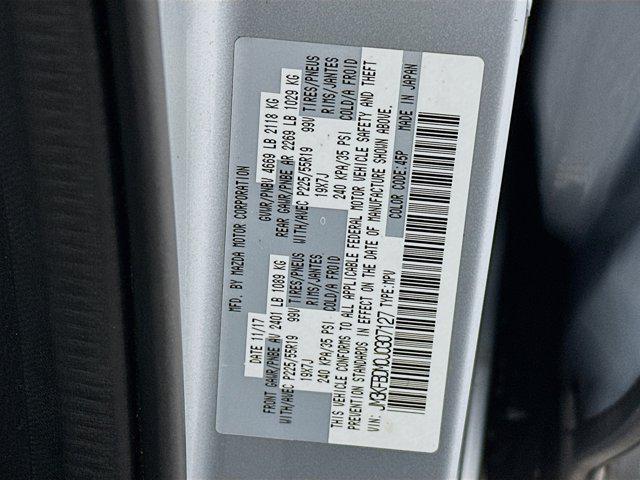 MFD. BY MAZDA MOTOR CORPORATION
DATE 11/17 GVWR/PNBV 4669 LB 2118 KG
FRONT GAWR/PNBE AV 2401 LB 1089 KG REAR GAWR/PNBE AR 2269 LB 1029 KG
WITH/AVEC P225/55R19 99V TIRES/PNEUS WITH/AVEC P225/55R19 99V TIRES/PNEUS
19X7J RIMS/JANTES 19X7J RIMS/JANTES
240 KPA/35 PSI COLD/A FROID 240 KPA/35 PSI COLD/A FROID
THIS VEHICLE CONFORMS TO ALL APPLICABLE FEDERAL MOTOR VEHICLE SAFETY AND THEFT
PREVENTION STANDARDS IN EFFECT ON THE DATE OF MANUFACTURE SHOWN ABOVE.
VIN: JM3KFBDM0J0307127 TYPE:MPV COLOR CODE:45P MADE IN JAPAN